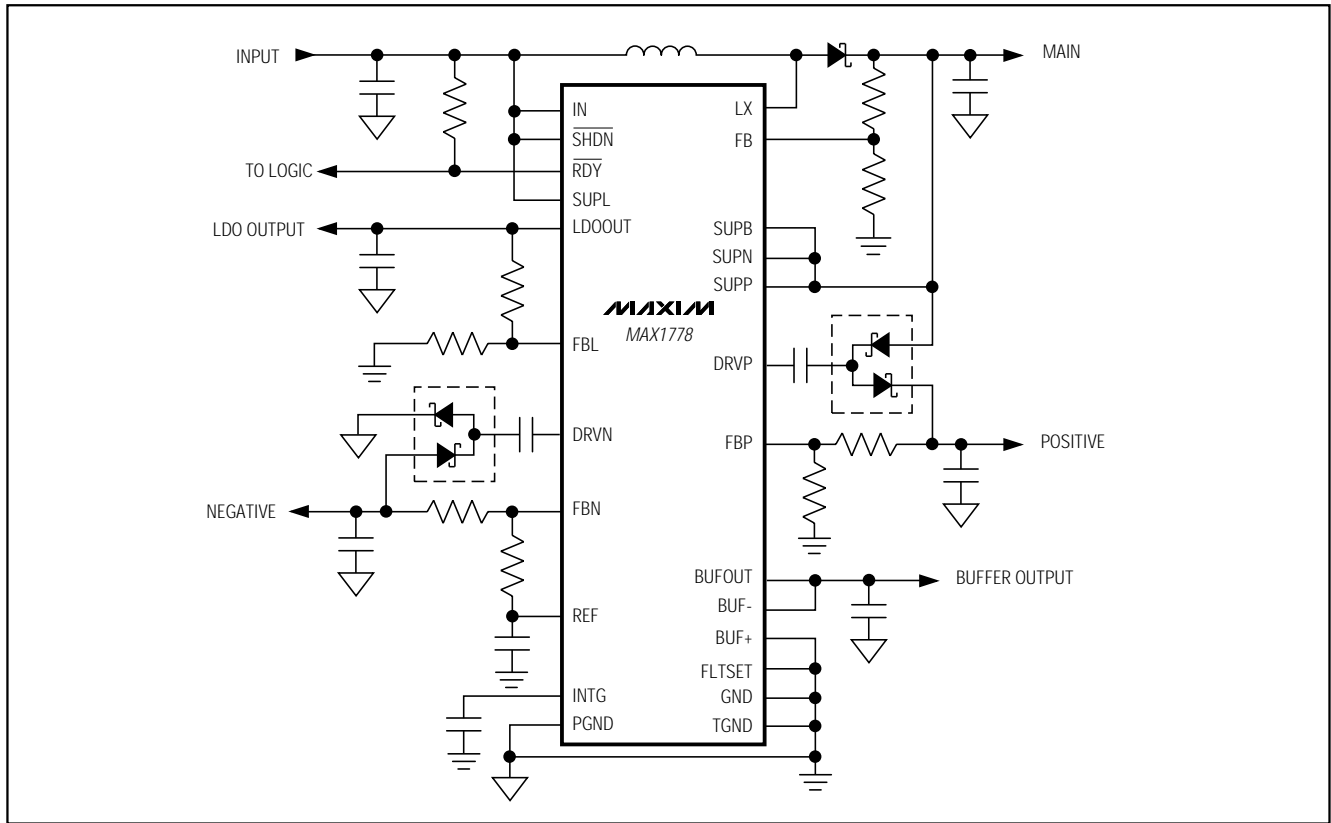 INPUT
MAIN
IN
LX
SHDN
FB
TO LOGIC
RDY
SUPL
LDO OUTPUT
LDOOUT
SUPB
SUPN
SUPP
MAXIM
MAX1778
FBL
DRVP
DRVN
FBP
POSITIVE
NEGATIVE
FBN
BUFOUT
BUFFER OUTPUT
BUF-
REF
BUF+
FLTSET
INTG
GND
PGND
TGND